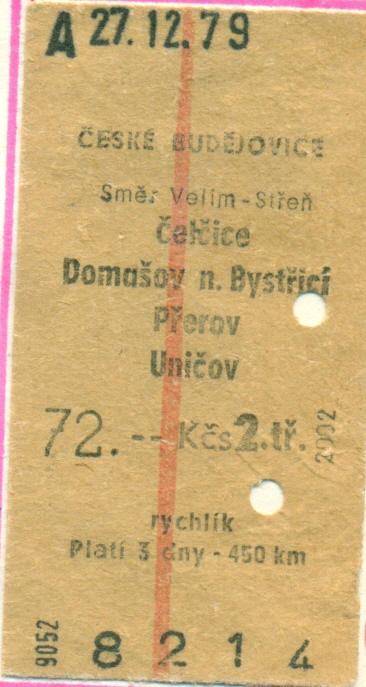 A 27.12.79
ČESKÉ BUDĚJOVICE
Směr Velím-Střeň
Čelčice
Domašov n. Bystřicí
Přerov
Uničov
72.-- Kčs 2. tř.
2002
rychlík
Platí 3 dny - 450 km
9052
8214